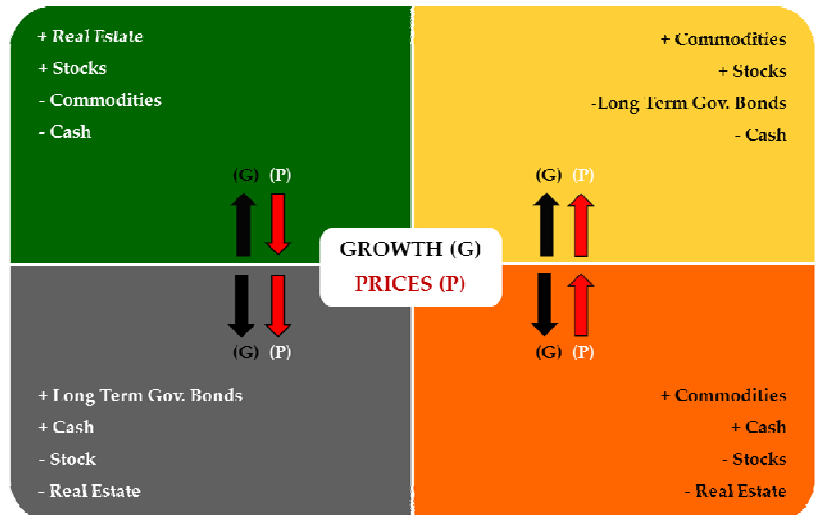 + Real Estate
+ Stocks
- Commodities
- Cash
(G) (P)
+ Commodities
+ Stocks
-Long Term Gov. Bonds
- Cash
(G) (P)
GROWTH (G)
PRICES (P)
(G) (P)
+ Long Term Gov. Bonds
+ Cash
- Stock
- Real Estate
(G) (P)
+ Commodities
+ Cash
- Stocks
- Real Estate